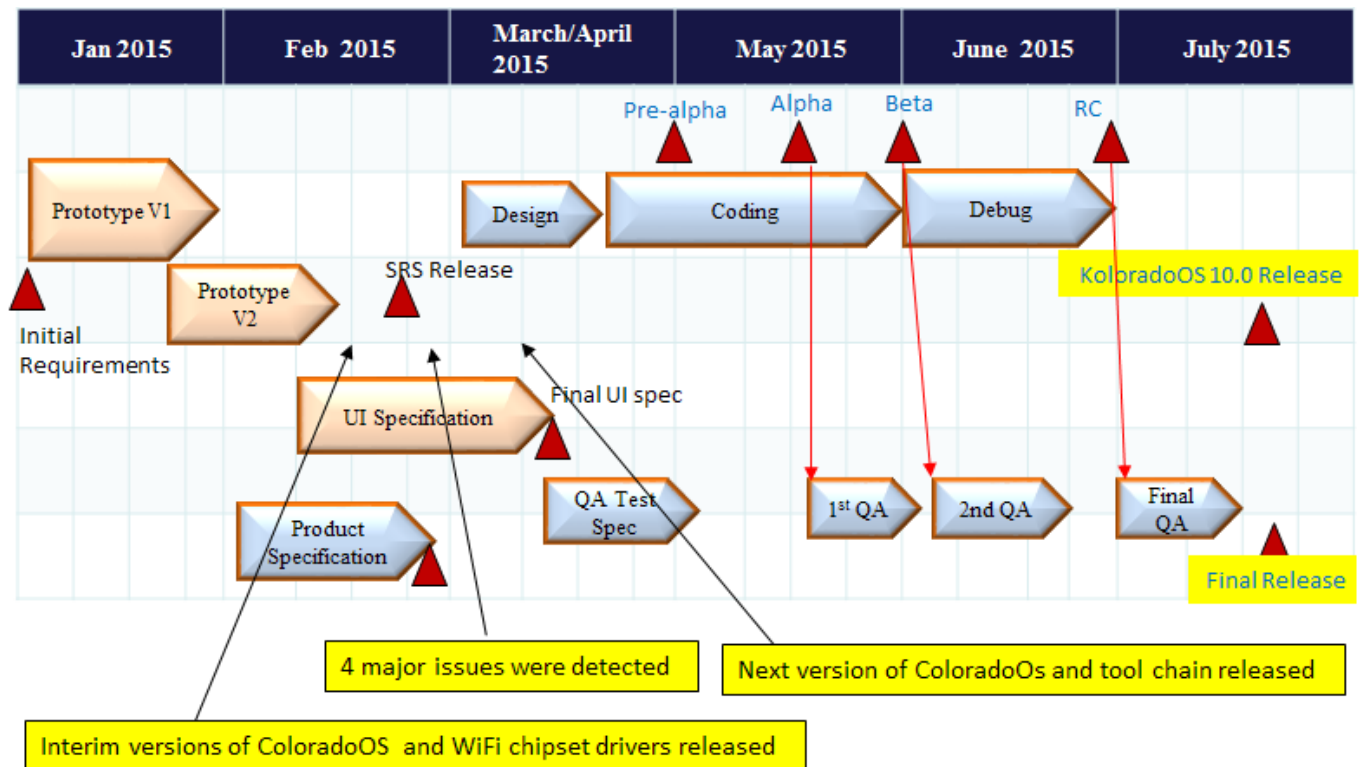 Jan 2015
Feb 2015
March/April
2015
May 2015
June 2015
July 2015
Pre-alpha
Alpha
Beta
RC
Prototype V1
Design
Coding
Debug
SRS Release
KoloradoOS 10.0 Release
Prototype
V2
Initial
Requirements
Final UI spec
UI Specification
QA Test
Spec
1st QA
2nd QA
Final
QA
Product
Specification
Final Release
4 major issues were detected
Next version of ColoradoOs and tool chain released
Interim versions of ColoradoOS and WiFi chipset drivers released